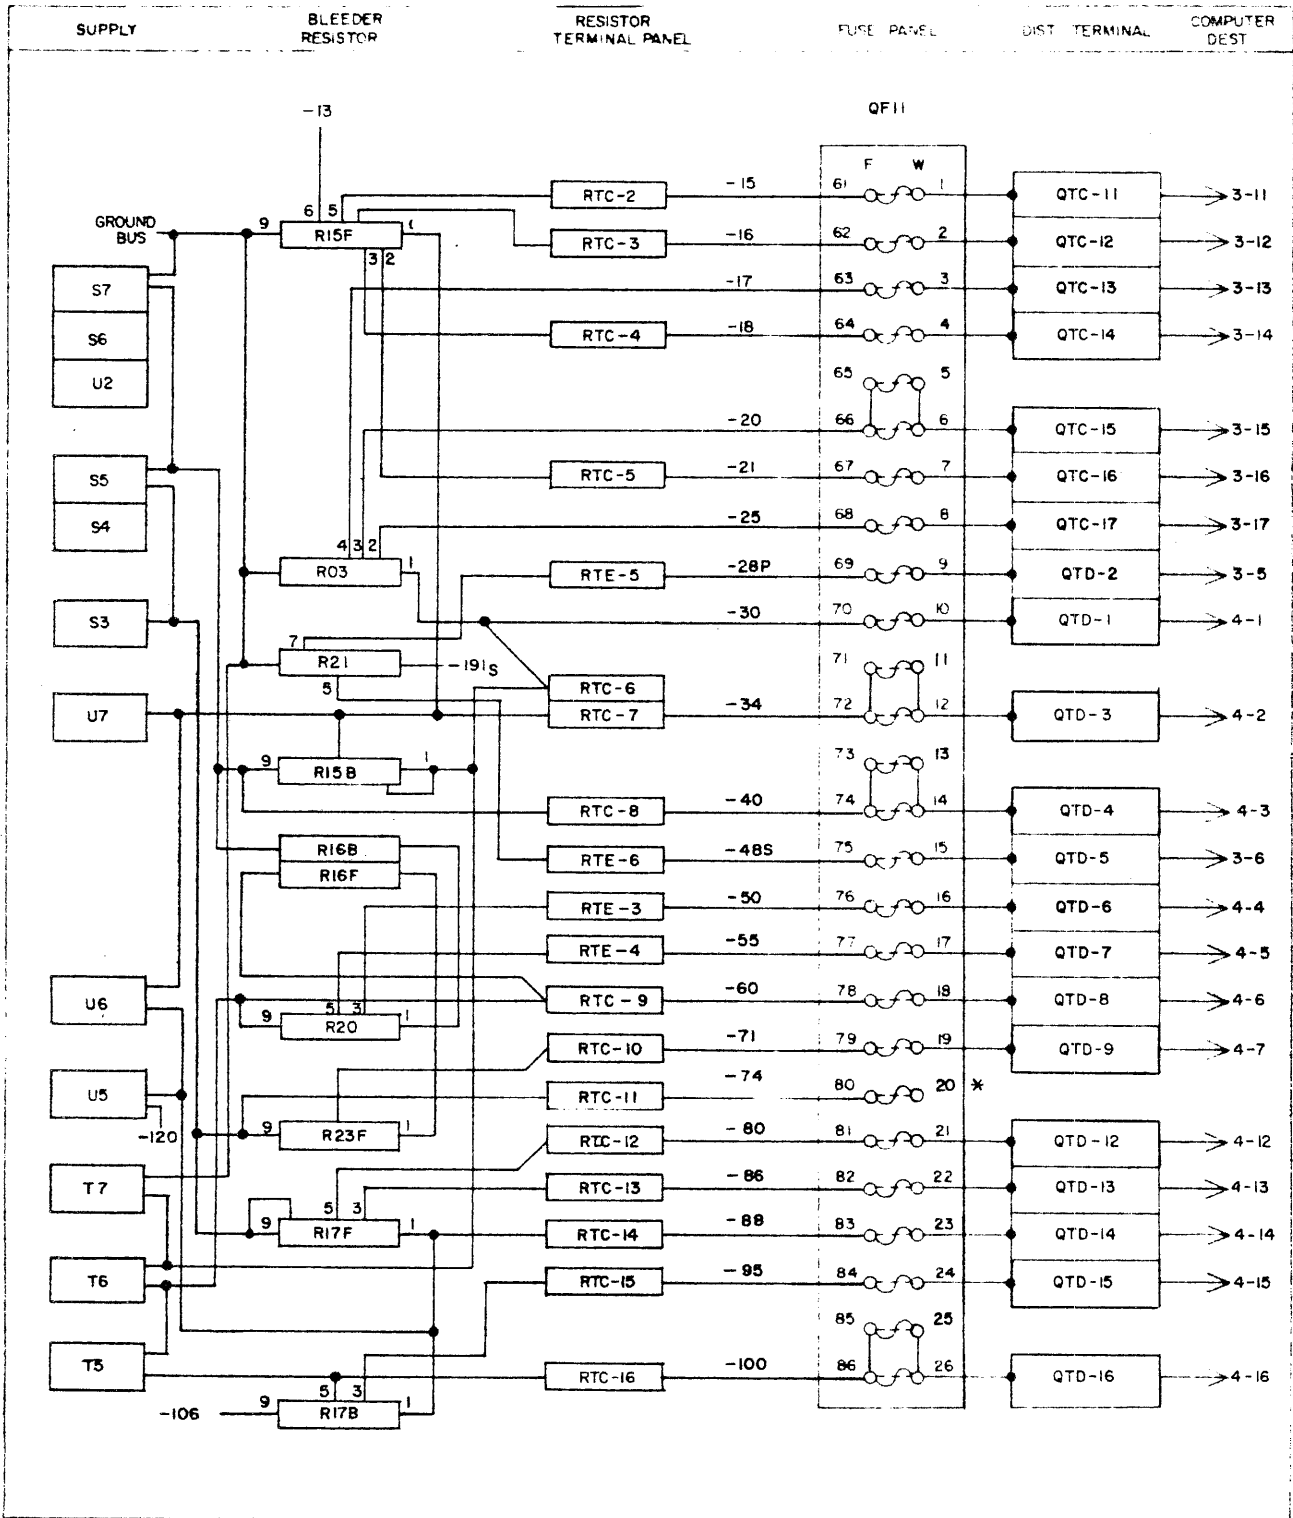 SUPPLY BLEEDER RESISTOR RESISTOR TERMINAL PANEL FUSE PANEL DIST TERMINAL COMPUTER DEST
-13 QF11
F W
6 5 RTC-2 -15 61 1 QTC-11 3-11
GROUND BUS 9 R15F 1 RTC-3 -16 62 2 QTC-12 3-12
3 2
S7 -17 63 3 QTC-13 3-13
S6 RTC-4 -18 64 4 QTC-14 3-14
U2 65 5
-20 66 6 QTC-15 3-15
S5 RTC-5 -21 67 7 QTC-16 3-16
S4 -25 68 8 QTC-17 3-17
4 3 2
R03 1 RTE-5 -28P 69 9 QTD-2 3-5
S3 -30 70 10 QTD-1 4-1
7
R21 -191S 71 11
5 RTC-6
U7 RTC-7 -34 72 12 QTD-3 4-2
9 R15B 1 73 13
RTC-8 -40 74 14 QTD-4 4-3
R16B RTE-6 -48S 75 15 QTD-5 3-6
R16F RTE-3 -50 76 16 QTD-6 4-4
RTE-4 -55 77 17 QTD-7 4-5
U6 RTC-9 -60 78 18 QTD-8 4-6
5 3
9 R20 1
RTC-10 -71 79 19 QTD-9 4-7
U5 RTC-11 -74 80 20 *
-120 9 R23F 1 RTC-12 -80 81 21 QTD-12 4-12
T7 RTC-13 -86 82 22 QTD-13 4-13
5 3
9 R17F 1 RTC-14 -88 83 23 QTD-14 4-14
T6 RTC-15 -95 84 24 QTD-15 4-15
85 25
T5 RTC-16 -100 86 26 QTD-16 4-16
5 3
-106 9 R17B 1